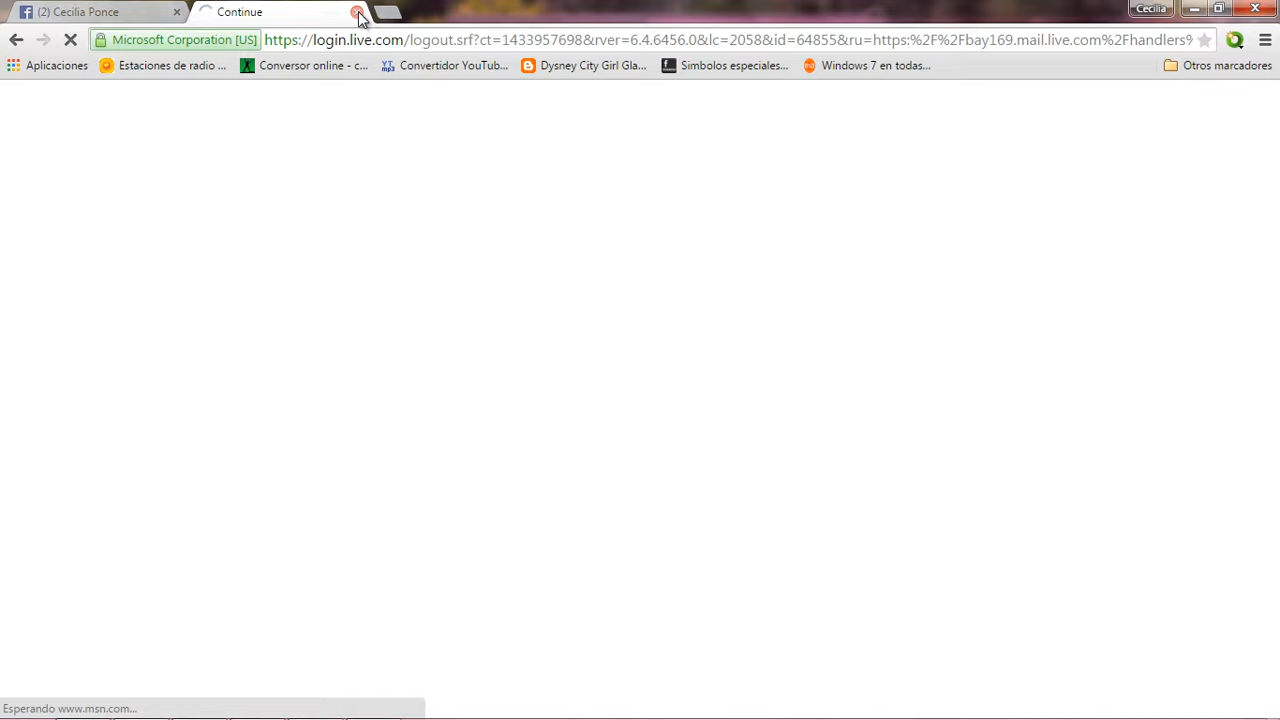 (2) Cecilia Ponce
Continue
Cecilia
Microsoft Corporation [US]
https://login.live.com/logout.srf?ct=1433957698&rver=6.4.6456.0&lc=2058&id=64855&ru=https:%2F%2Fbay169.mail.live.com%2Fhandlers%
Aplicaciones
Estaciones de radio ...
Conversor online - c...
Convertidor YouTub...
Dysney City Girl Gla...
Simbolos especiales...
Windows 7 en todas...
Otros marcadores
Esperando www.msn.com...